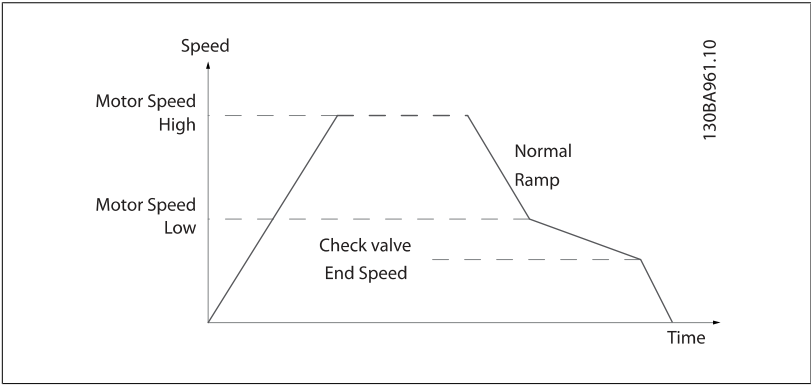 Speed
130BA961.10
Motor Speed
High
Normal
Ramp
Motor Speed
Low
Check valve
End Speed
Time